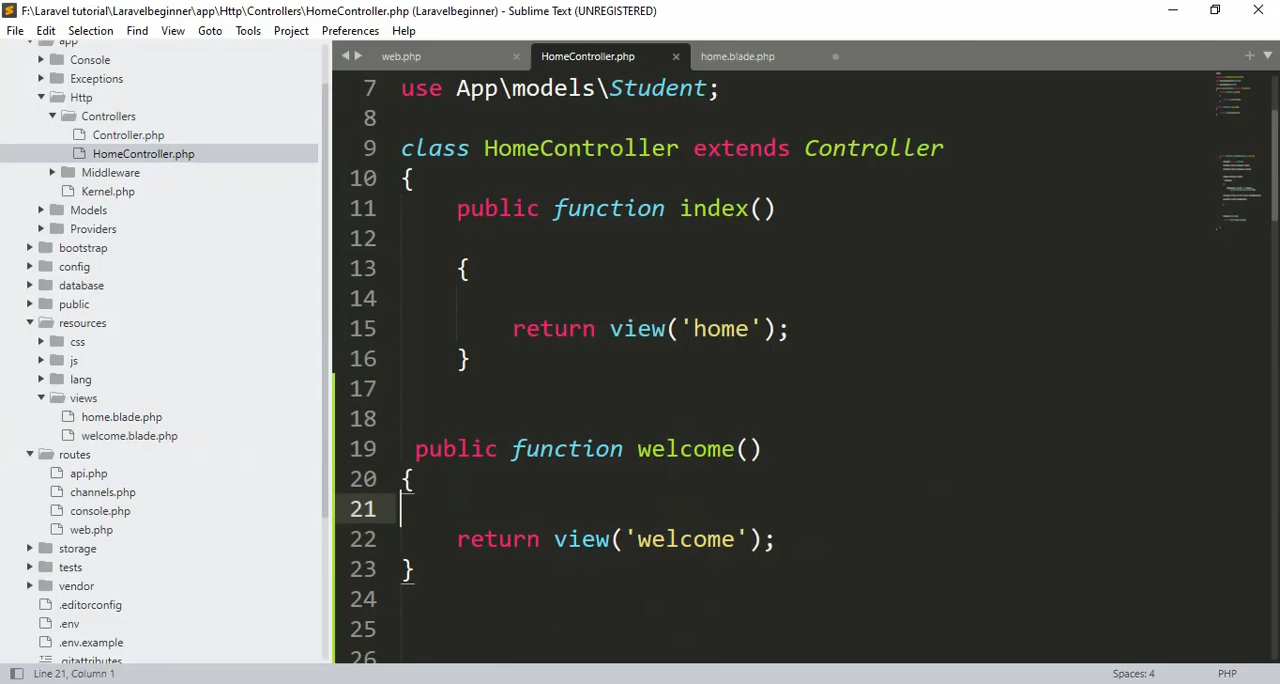 F:\Laravel tutorial\Laravelbeginner\app\Http\Controllers\HomeController.php (Laravelbeginner) - Sublime Text (UNREGISTERED)
File Edit Selection Find View Goto Tools Project Preferences Help
app
Console
Exceptions
Http
Controllers
Controller.php
HomeController.php
Middleware
Kernel.php
Models
Providers
bootstrap
config
database
public
resources
css
js
lang
views
home.blade.php
welcome.blade.php
routes
api.php
channels.php
console.php
web.php
storage
tests
vendor
.editorconfig
.env
.env.example
.gitattributes
web.php HomeController.php home.blade.php
7 use App\models\Student;
8
9 class HomeController extends Controller
10 {
11 public function index()
12
13 {
14
15 return view('home');
16 }
17
18
19 public function welcome()
20 {
21
22 return view('welcome');
23 }
24
25
26
Line 21, Column 1 Spaces: 4 PHP